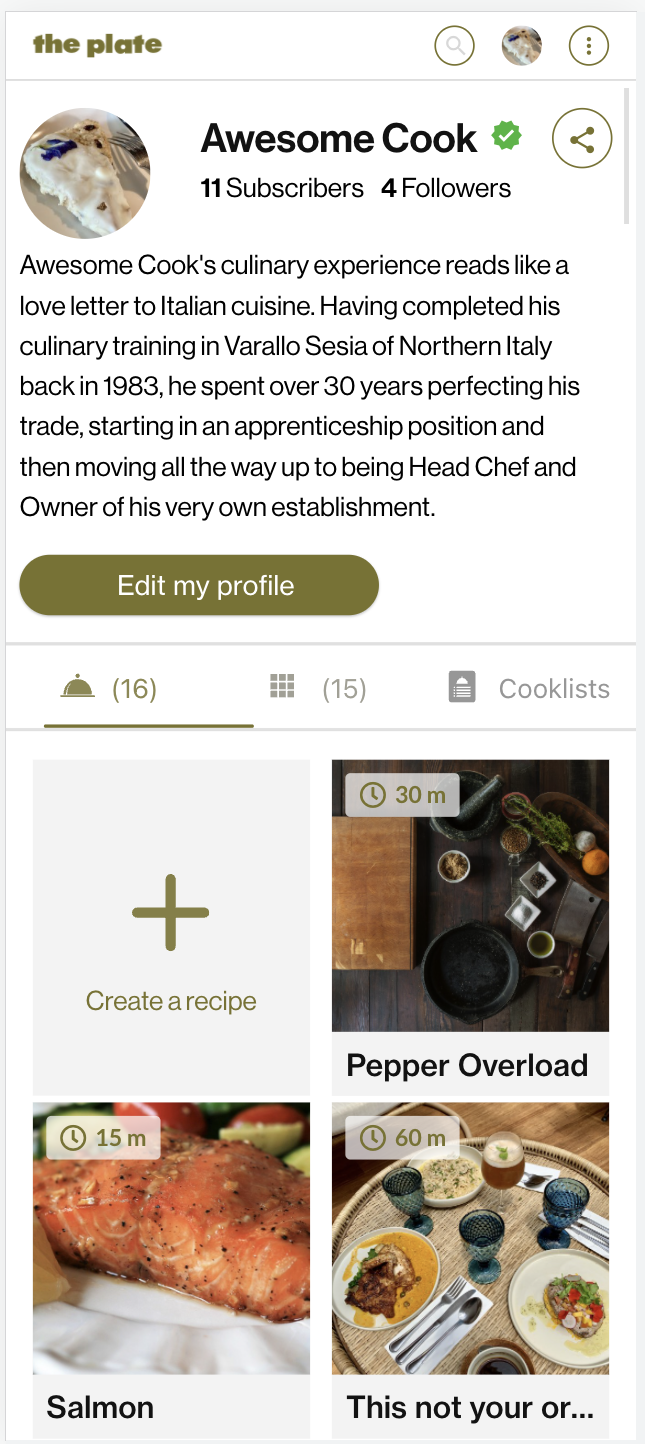 the plate
Awesome Cook
11 Subscribers 4 Followers
Awesome Cook's culinary experience reads like a
love letter to Italian cuisine. Having completed his
culinary training in Varallo Sesia of Northern Italy
back in 1983, he spent over 30 years perfecting his
trade, starting in an apprenticeship position and
then moving all the way up to being Head Chef and
Owner of his very own establishment.
Edit my profile
(16) (15) Cooklists
30 m
Create a recipe
Pepper Overload
15 m 60 m
Salmon This not your or...